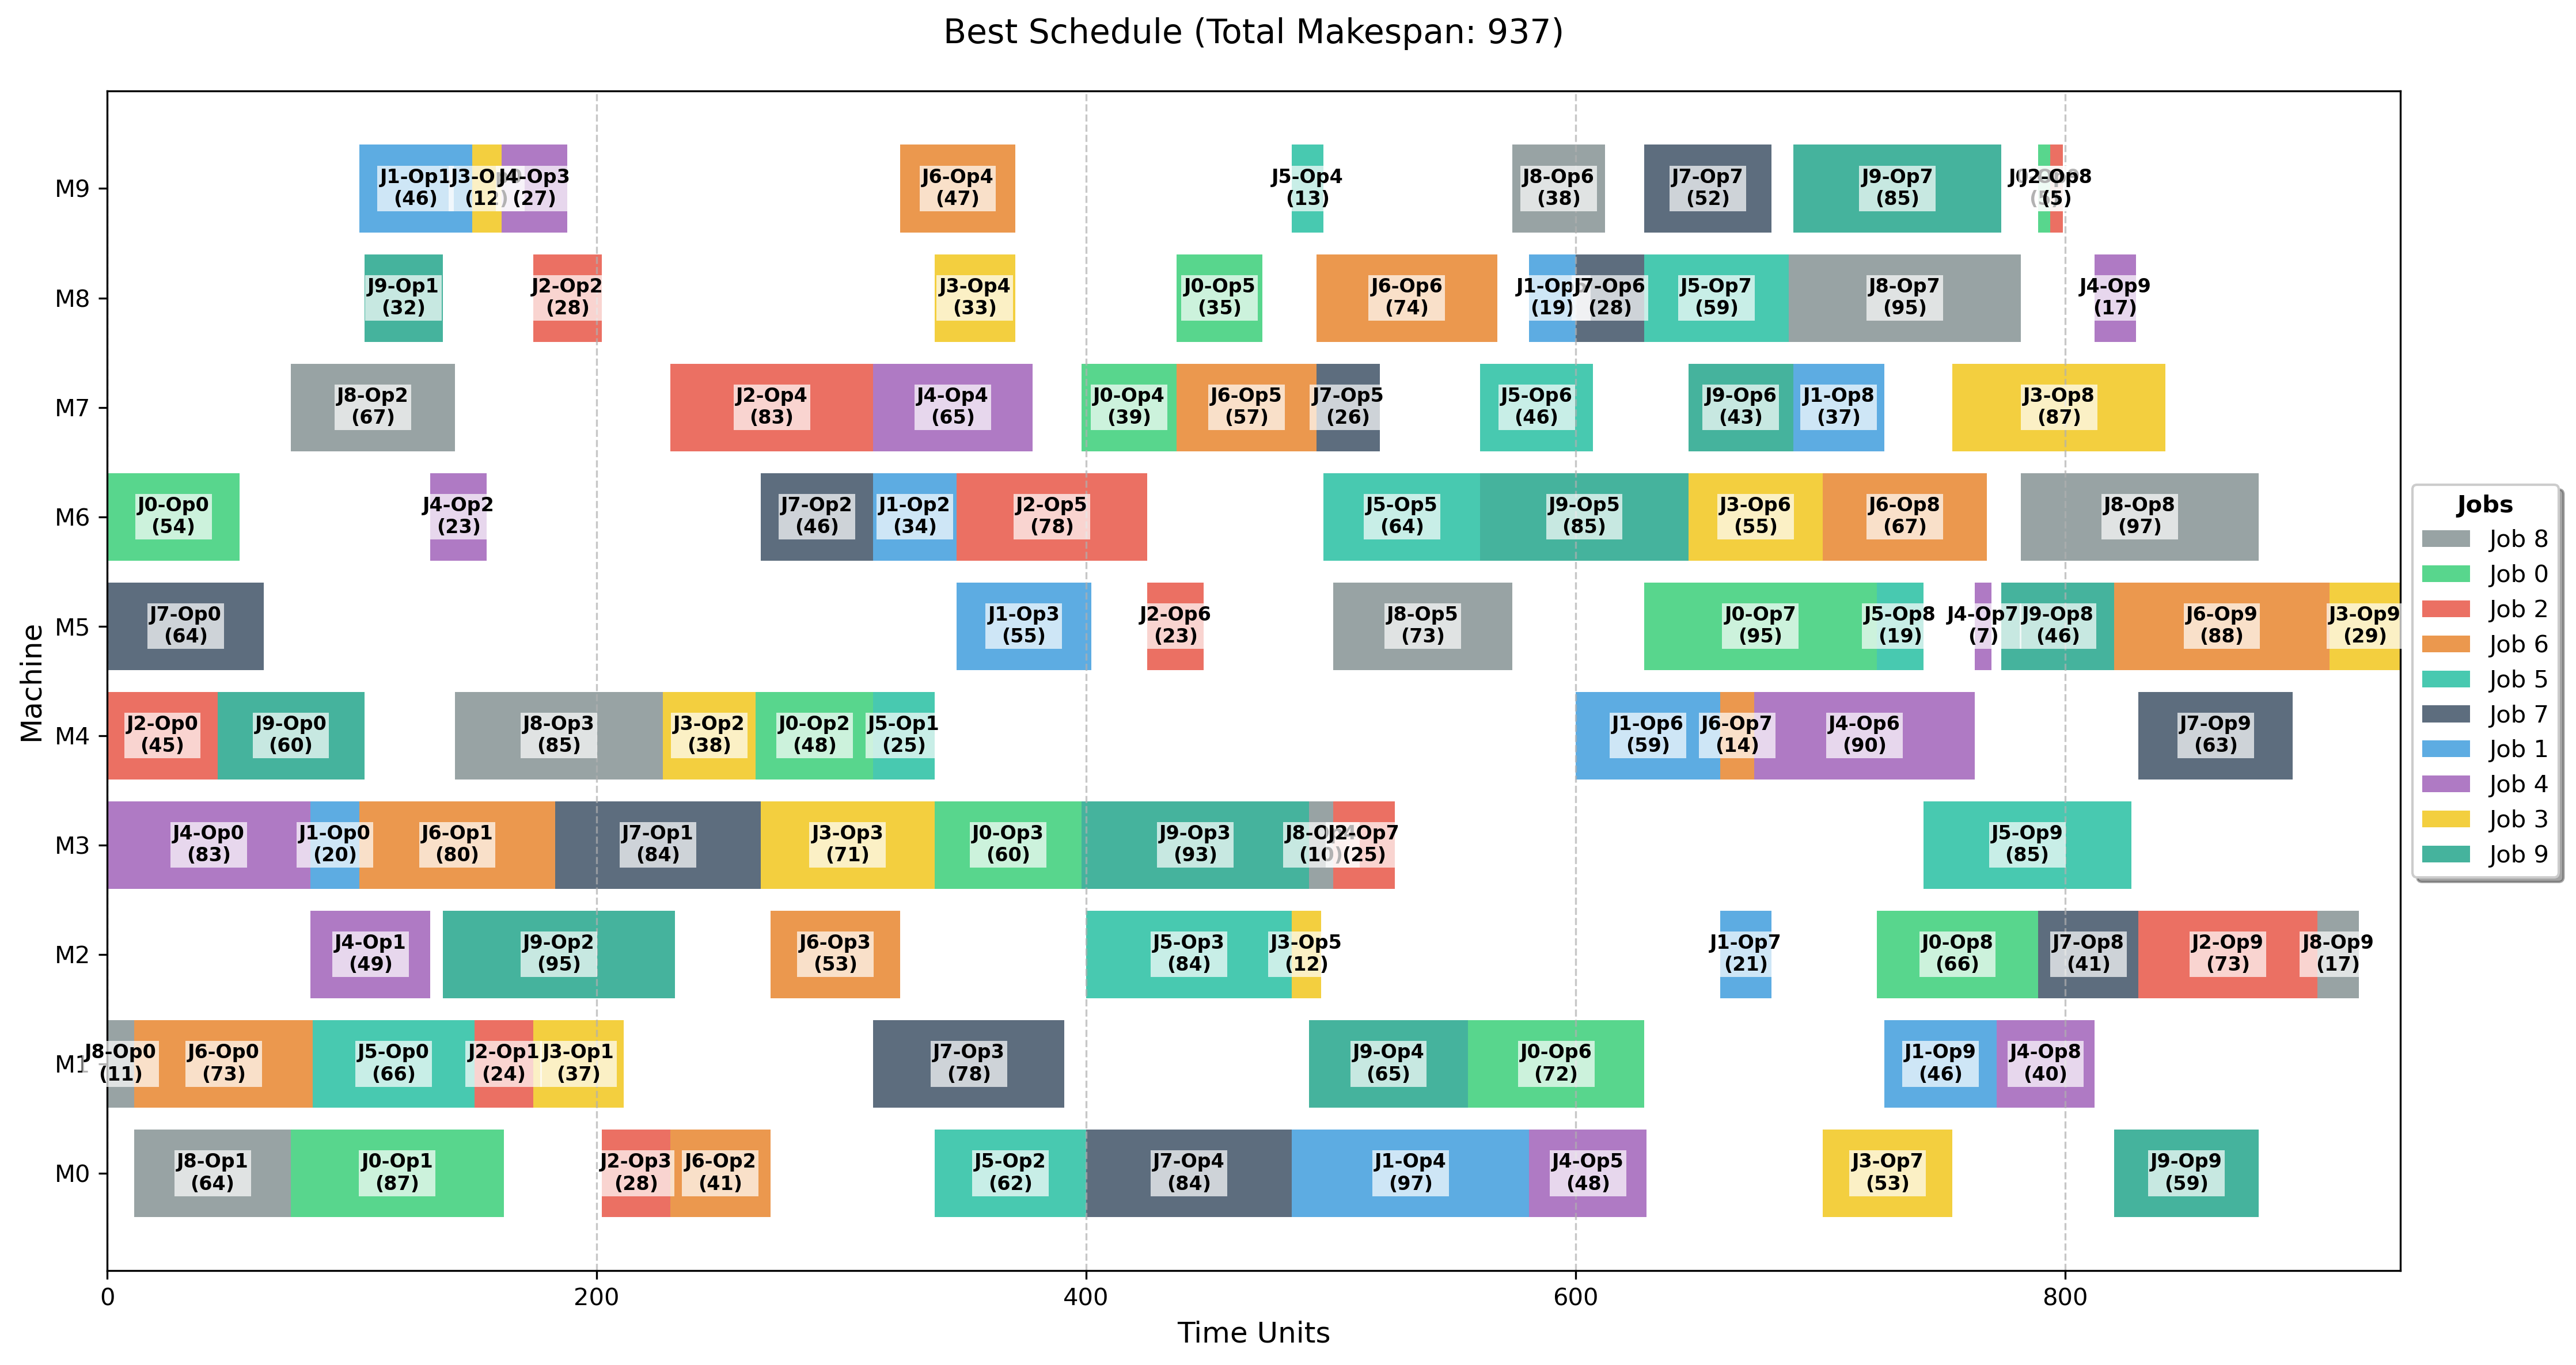 Best Schedule (Total Makespan: 937)
M9
J1-Op1
(46)
(12)
J4-Op3
(27)
J6-Op4
(47)
J5-Op4
(13)
J8-Op6
(38)
J7-Op7
(52)
J9-Op7
(85)
J2-Op8
(5)
M8
J9-Op1
(32)
J2-Op2
(28)
J3-Op4
(33)
J0-Op5
(35)
J6-Op6
(74)
(19)
J7-Op6
(28)
J5-Op7
(59)
J8-Op7
(95)
J4-Op9
(17)
M7
J8-Op2
(67)
J2-Op4
(83)
J4-Op4
(65)
J0-Op4
(39)
J6-Op5
(57)
J7-Op5
(26)
J5-Op6
(46)
J9-Op6
(43)
J1-Op8
(37)
J3-Op8
(87)
M6
J0-Op0
(54)
J4-Op2
(23)
J7-Op2
(46)
J1-Op2
(34)
J2-Op5
(78)
J5-Op5
(64)
J9-Op5
(85)
J3-Op6
(55)
J6-Op8
(67)
J8-Op8
(97)
M5
J7-Op0
(64)
J1-Op3
(55)
J2-Op6
(23)
J8-Op5
(73)
J0-Op7
(95)
J5-Op8
(19)
J4-Op7
(7)
J9-Op8
(46)
J6-Op9
(88)
J3-Op9
(29)
M4
J2-Op0
(45)
J9-Op0
(60)
J8-Op3
(85)
J3-Op2
(38)
J0-Op2
(48)
J5-Op1
(25)
J1-Op6
(59)
J6-Op7
(14)
J4-Op6
(90)
J7-Op9
(63)
M3
J4-Op0
(83)
J1-Op0
(20)
J6-Op1
(80)
J7-Op1
(84)
J3-Op3
(71)
J0-Op3
(60)
J9-Op3
(93)
(10)
J2-Op7
(25)
J5-Op9
(85)
M2
J4-Op1
(49)
J9-Op2
(95)
J6-Op3
(53)
J5-Op3
(84)
J3-Op5
(12)
J1-Op7
(21)
J0-Op8
(66)
J7-Op8
(41)
J2-Op9
(73)
J8-Op9
(17)
M1
J8-Op0
(11)
J6-Op0
(73)
J5-Op0
(66)
J2-Op1
(24)
J3-Op1
(37)
J7-Op3
(78)
J9-Op4
(65)
J0-Op6
(72)
J1-Op9
(46)
J4-Op8
(40)
M0
J8-Op1
(64)
J0-Op1
(87)
J2-Op3
(28)
J6-Op2
(41)
J5-Op2
(62)
J7-Op4
(84)
J1-Op4
(97)
J4-Op5
(48)
J3-Op7
(53)
J9-Op9
(59)
Machine
0
200
400
600
800
Time Units
Jobs
Job 8
Job 0
Job 2
Job 6
Job 5
Job 7
Job 1
Job 4
Job 3
Job 9